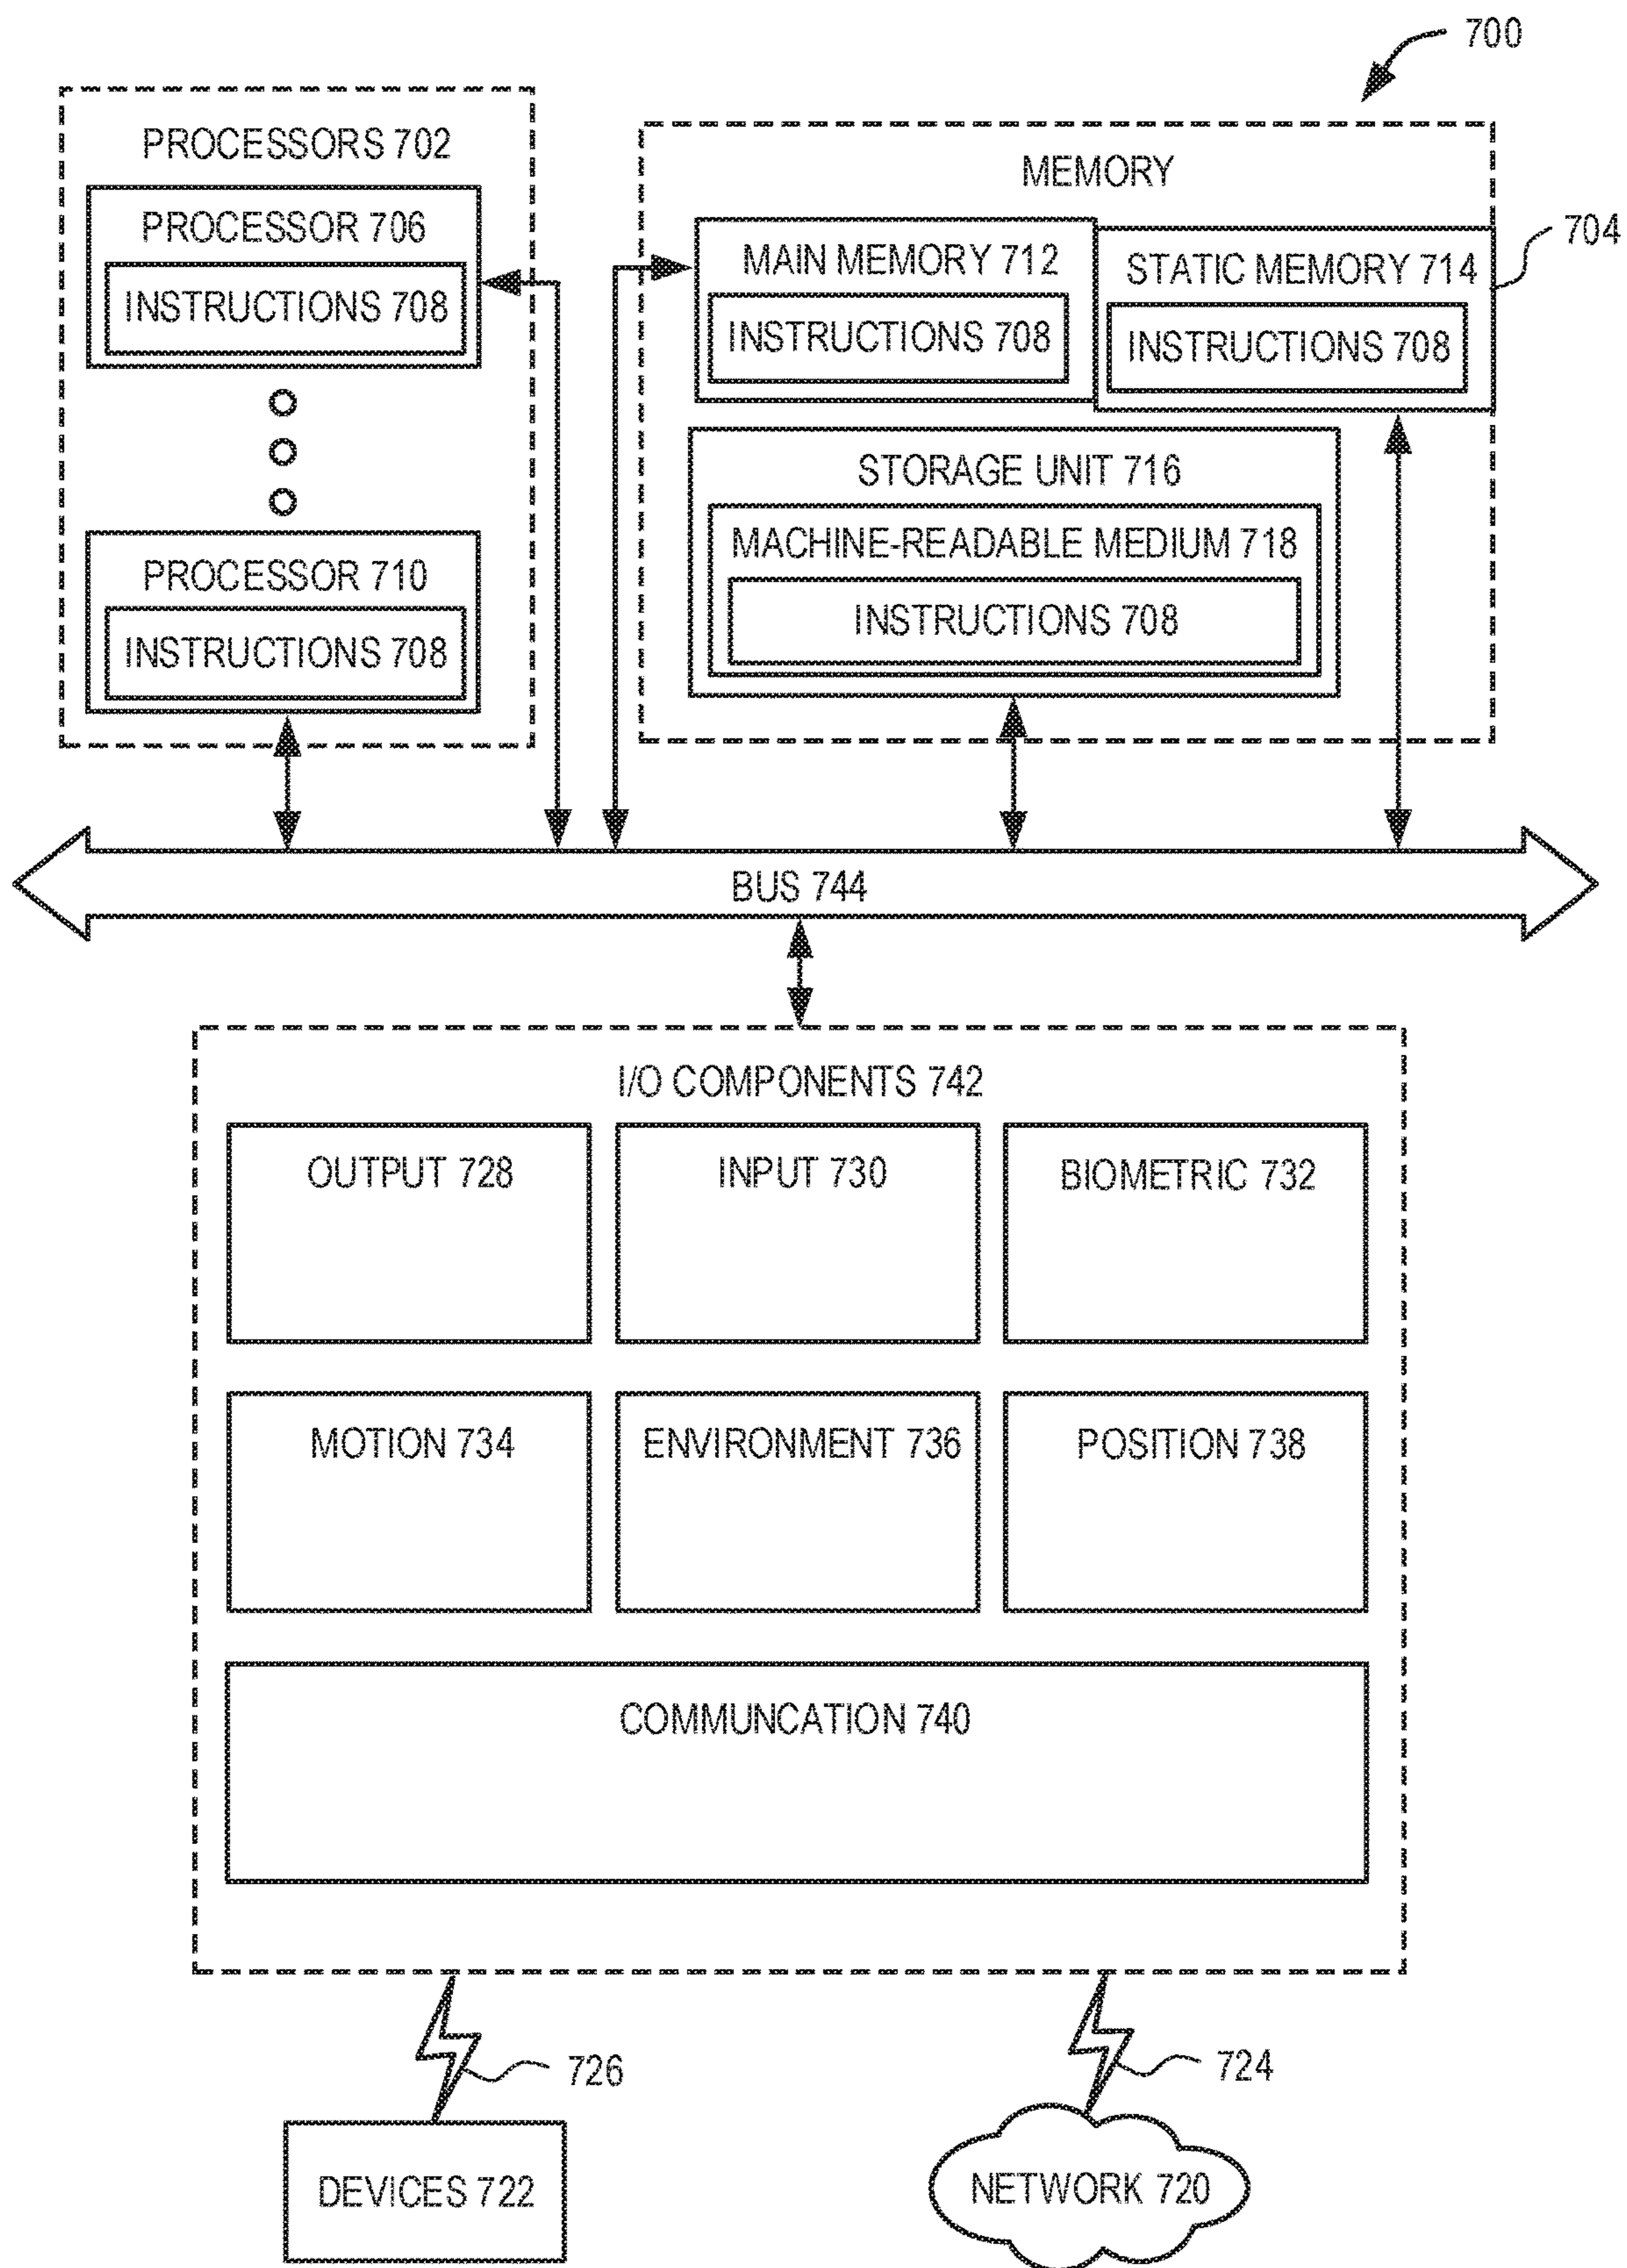 700
PROCESSORS 702
PROCESSOR 706
INSTRUCTIONS 708
PROCESSOR 710
INSTRUCTIONS 708
MEMORY
704
MAIN MEMORY 712
INSTRUCTIONS 708
STATIC MEMORY 714
INSTRUCTIONS 708
STORAGE UNIT 716
MACHINE-READABLE MEDIUM 718
INSTRUCTIONS 708
BUS 744
I/O COMPONENTS 742
OUTPUT 728
INPUT 730
BIOMETRIC 732
MOTION 734
ENVIRONMENT 736
POSITION 738
COMMUNCATION 740
726
724
DEVICES 722
NETWORK 720